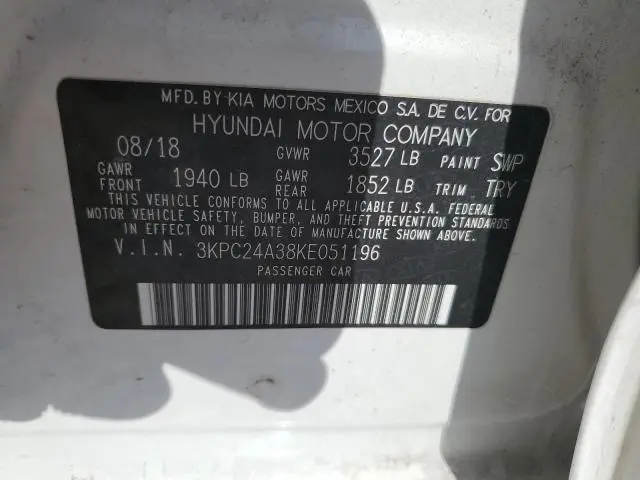 MFD. BY KIA MOTORS MEXICO S.A. DE C.V. FOR
HYUNDAI MOTOR COMPANY
08/18 GVWR 3527 LB PAINT SWP
GAWR FRONT 1940 LB GAWR REAR 1852 LB TRIM TRY
THIS VEHICLE CONFORMS TO ALL APPLICABLE U.S.A. FEDERAL
MOTOR VEHICLE SAFETY, BUMPER, AND THEFT PREVENTION STANDARDS
IN EFFECT ON THE DATE OF MANUFACTURE SHOWN ABOVE.
V.I.N. 3KPC24A38KE051196
PASSENGER CAR